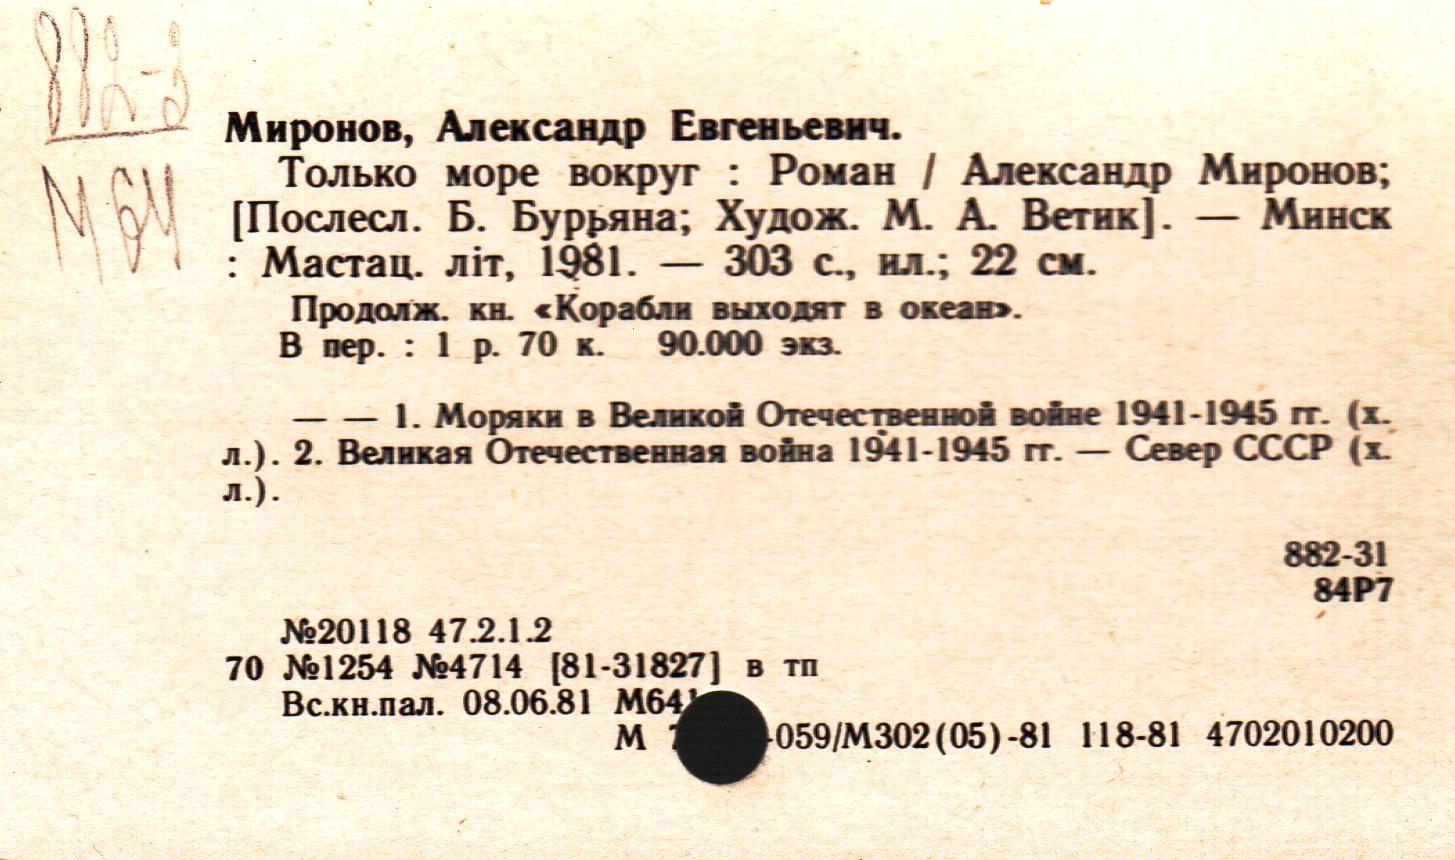 882-3
М64
Миронов, Александр Евгеньевич.
Только море вокруг : Роман / Александр Миронов;
[Послесл. Б. Бурьяна; Худож. М. А. Ветик]. — Минск
: Мастац. літ, 1981. — 303 с., ил.; 22 см.
Продолж. кн. «Корабли выходят в океан».
В пер. : 1 р. 70 к. 90.000 экз.
— — 1. Моряки в Великой Отечественной войне 1941-1945 гг. (х.
л.). 2. Великая Отечественная война 1941-1945 гг. — Север СССР (х.
л.).
882-31
84Р7
№20118 47.2.1.2
70 №1254 №4714 [81-31827] в тп
Вс.кн.пал. 08.06.81 М641
М -059/М302(05)-81 118-81 4702010200